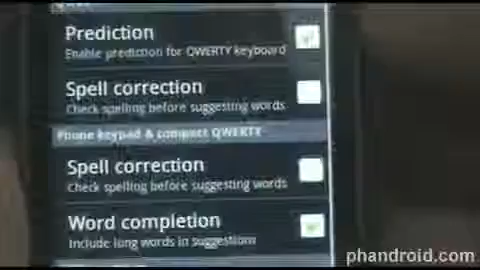 Prediction
Enable prediction for QWERTY keyboard
Spell correction
Check spelling before suggesting words
Phone keypad & compact QWERTY
Spell correction
Check spelling before suggesting words
Word completion
Include long words in suggestions
phandroid.com